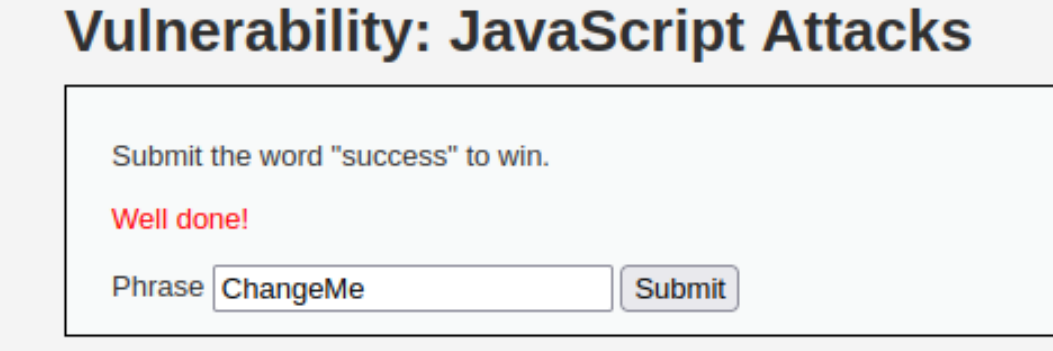 Vulnerability: JavaScript Attacks
Submit the word "success" to win.
Well done!
Phrase ChangeMe Submit